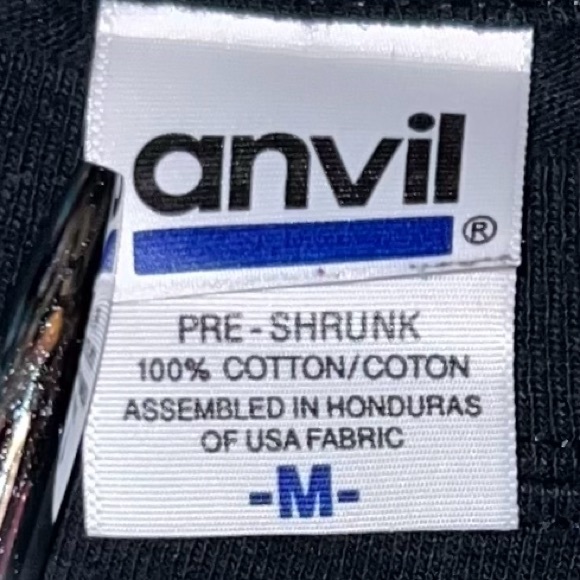 anvil
®
PRE-SHRUNK
100% COTTON/COTON
ASSEMBLED IN HONDURAS
OF USA FABRIC
-M-